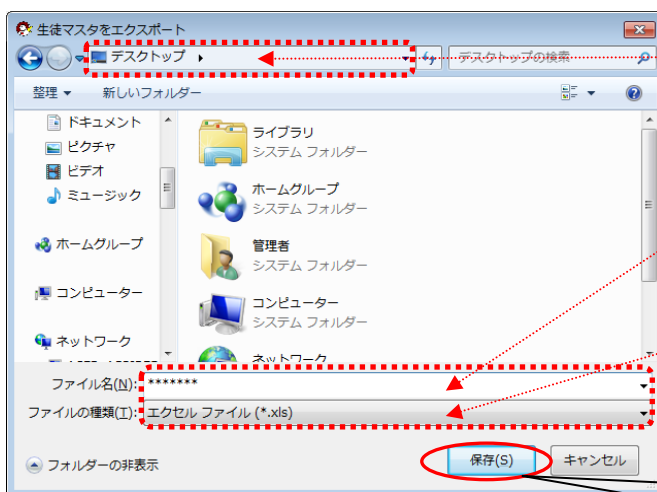 生徒マスタをエクスポート
デスクトップ
デスクトップの検索
整理
新しいフォルダー
ドキュメント
ピクチャ
ビデオ
ミュージック
ホームグループ
コンピューター
ネットワーク
ライブラリ
システム フォルダー
ホームグループ
システム フォルダー
管理者
システム フォルダー
コンピューター
システム フォルダー
ネットワーク
ファイル名(N): *******
ファイルの種類(T): エクセル ファイル (*.xls)
フォルダーの非表示
保存(S)
キャンセル